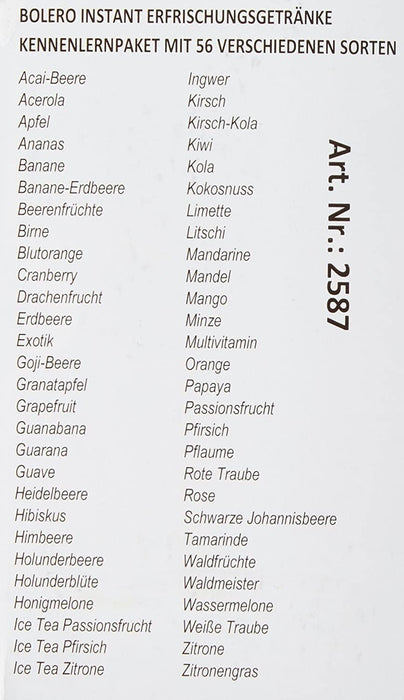 BOLERO INSTANT ERFRISCHUNGSGETRÄNKE
KENNENLERNPAKET MIT 56 VERSCHIEDENEN SORTEN
Acai-Beere
Acerola
Apfel
Ananas
Banane
Banane-Erdbeere
Beerenfrüchte
Birne
Blutorange
Cranberry
Drachenfrucht
Erdbeere
Exotik
Goji-Beere
Granatapfel
Grapefruit
Guanabana
Guarana
Guave
Heidelbeere
Hibiskus
Himbeere
Holunderbeere
Holunderblüte
Honigmelone
Ice Tea Passionsfrucht
Ice Tea Pfirsich
Ice Tea Zitrone
Ingwer
Kirsch
Kirsch-Kola
Kiwi
Kola
Kokosnuss
Limette
Litschi
Mandarine
Mandel
Mango
Minze
Multivitamin
Orange
Papaya
Passionsfrucht
Pfirsich
Pflaume
Rote Traube
Rose
Schwarze Johannisbeere
Tamarinde
Waldfrüchte
Waldmeister
Wassermelone
Weiße Traube
Zitrone
Zitronengras
Art. Nr.: 2587